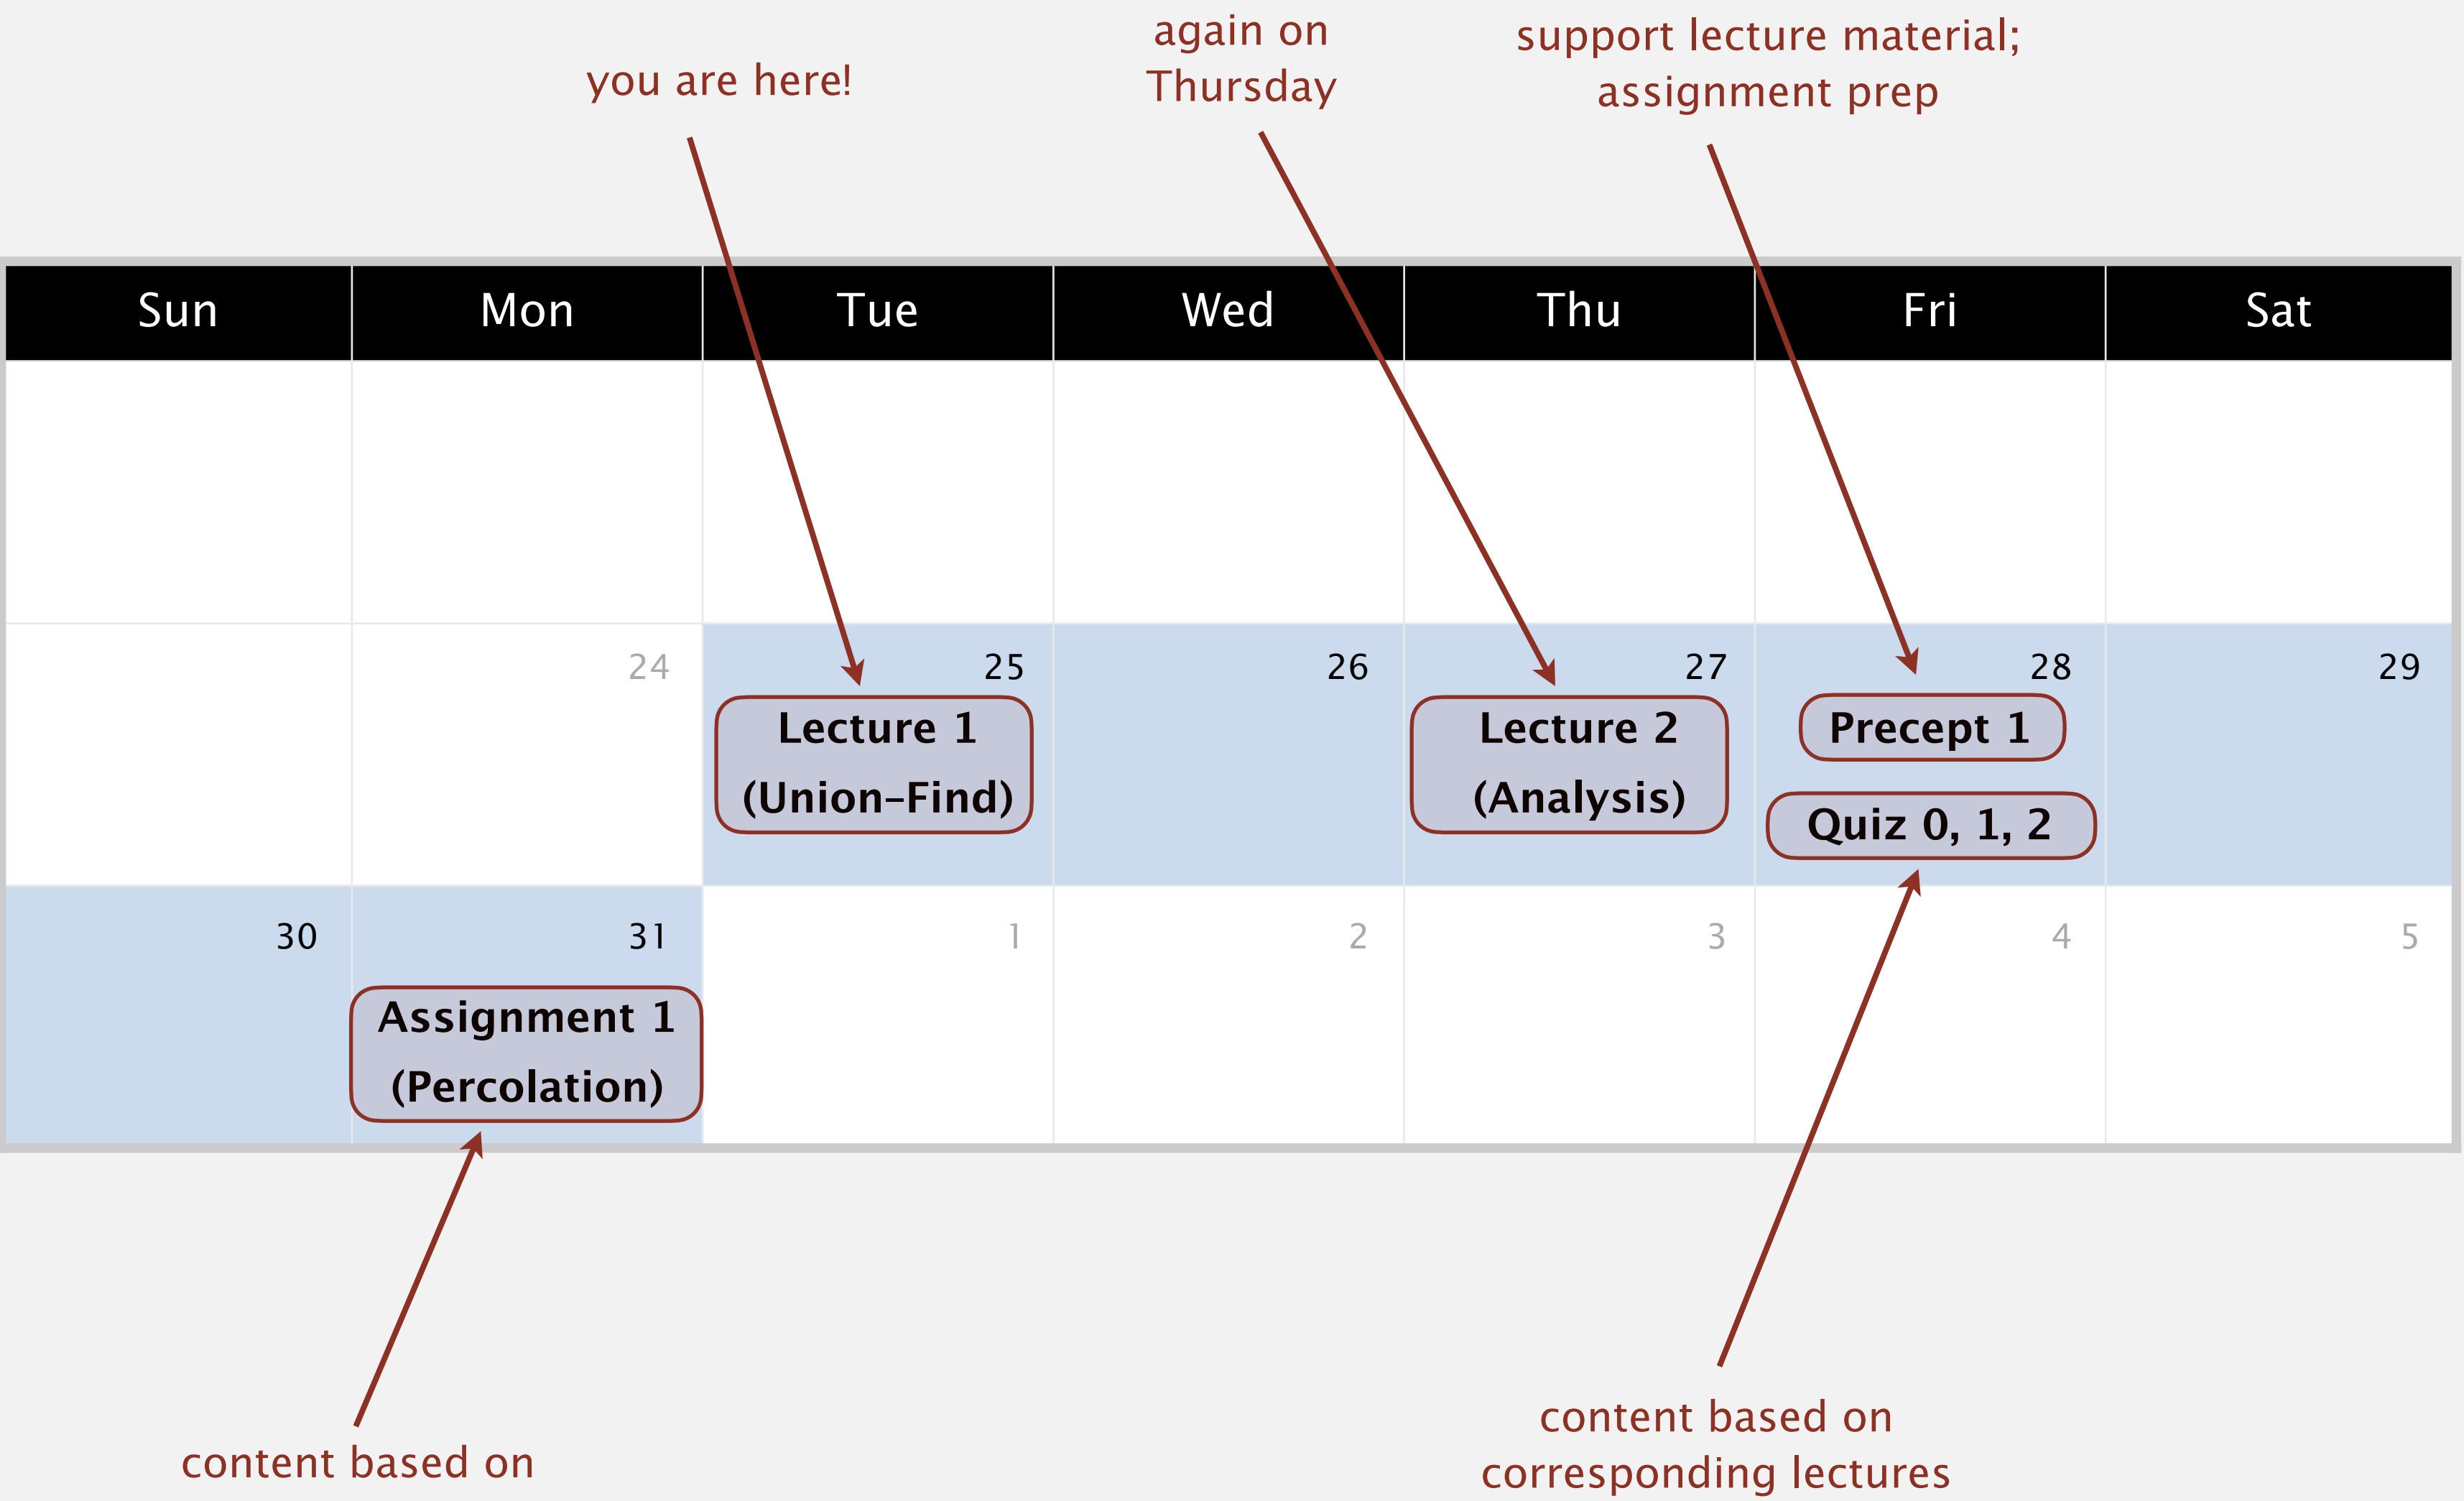 you are here!
again on
Thursday
support lecture material;
assignment prep
Sun Mon Tue Wed Thu Fri Sat
24 25 26 27 28 29
Lecture 1
(Union–Find)
Lecture 2
(Analysis)
Precept 1
Quiz 0, 1, 2
30 31 1 2 3 4 5
Assignment 1
(Percolation)
content based on
content based on
corresponding lectures